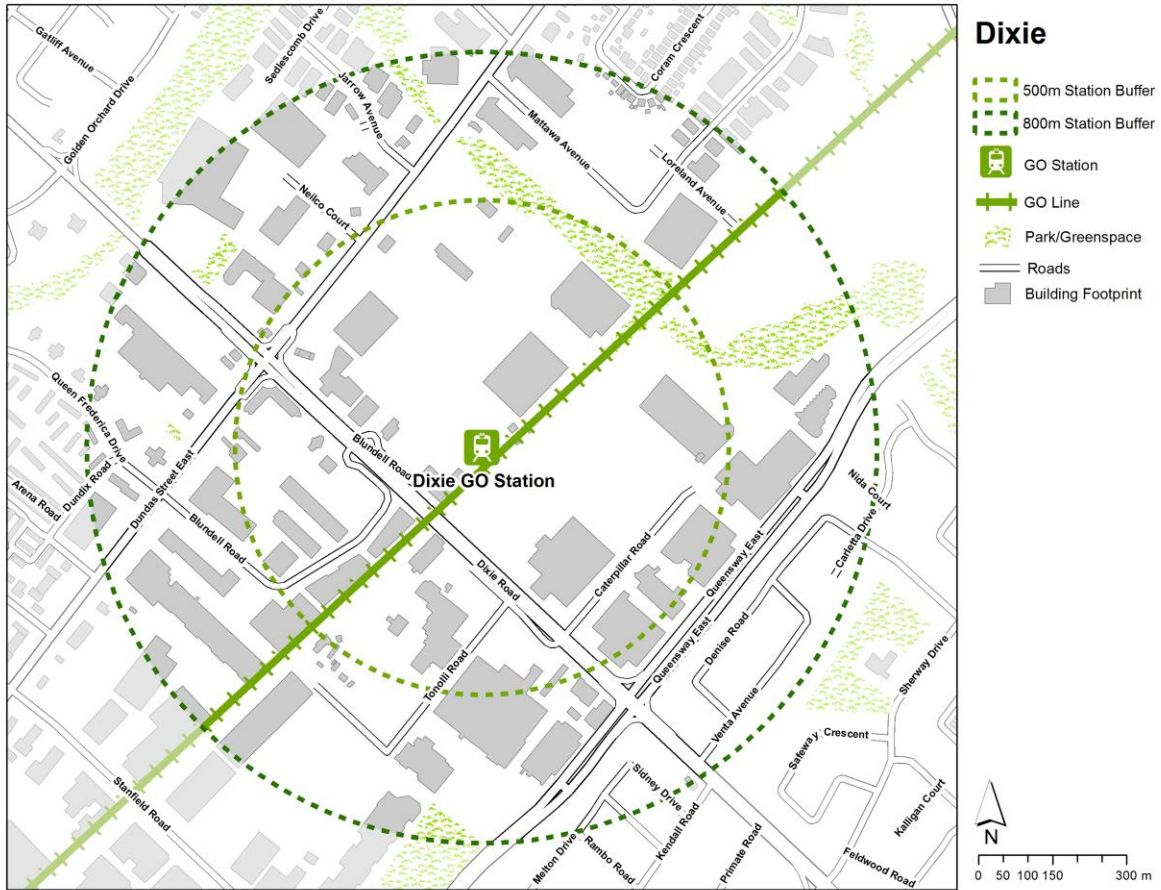 Dixie
500m Station Buffer
800m Station Buffer
GO Station
GO Line
Park/Greenspace
Roads
Building Footprint
Gatliff Avenue
Golden Orchard Drive
Sedlescomb Drive
Jarrow Avenue
Coram Crescent
Mattawa Avenue
Loreland Avenue
Neilco Court
Queen Frederica Drive
Arena Road
Dundix Road
Dundas Street East
Blundell Road
Blundell Road
Dixie GO Station
Dixie Road
Caterpillar Road
Queensway East
Queensway East
Nida Court
Carletta Drive
Denise Road
Tonolli Road
Venta Avenue
Sherway Drive
Safeway Crescent
Stanfield Road
Sidney Drive
Melton Drive
Rambo Road
Kendall Road
Primate Road
Kalligan Court
Feldwood Road
N
0 50 100 150 300 m